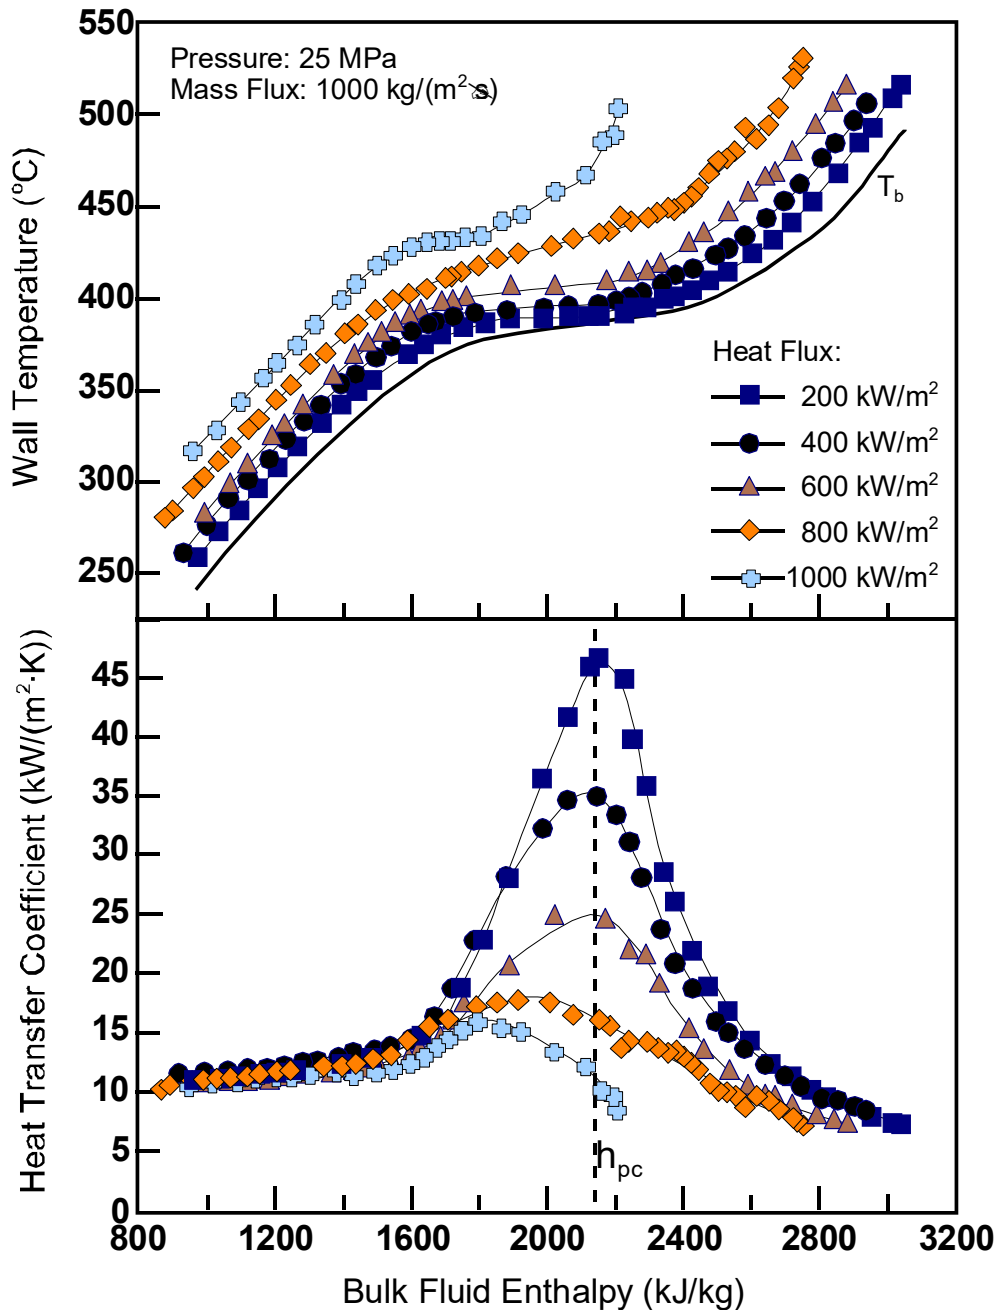 550
500
450
400
350
300
250
Wall Temperature (ºC)
Pressure: 25 MPa
Mass Flux: 1000 kg/(m² s)
T_b
Heat Flux:
200 kW/m²
400 kW/m²
600 kW/m²
800 kW/m²
1000 kW/m²
45
40
35
30
25
20
15
10
5
0
Heat Transfer Coefficient (kW/(m²·K))
h_pc
800 1200 1600 2000 2400 2800 3200
Bulk Fluid Enthalpy (kJ/kg)